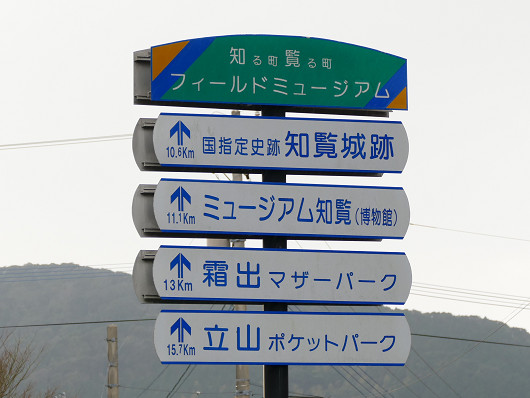 知る町覧る町
フィールドミュージアム
国指定史跡 知覧城跡
10.6Km
ミュージアム知覧(博物館)
11.1Km
霜出 マザーパーク
13Km
立山 ポケットパーク
15.7Km